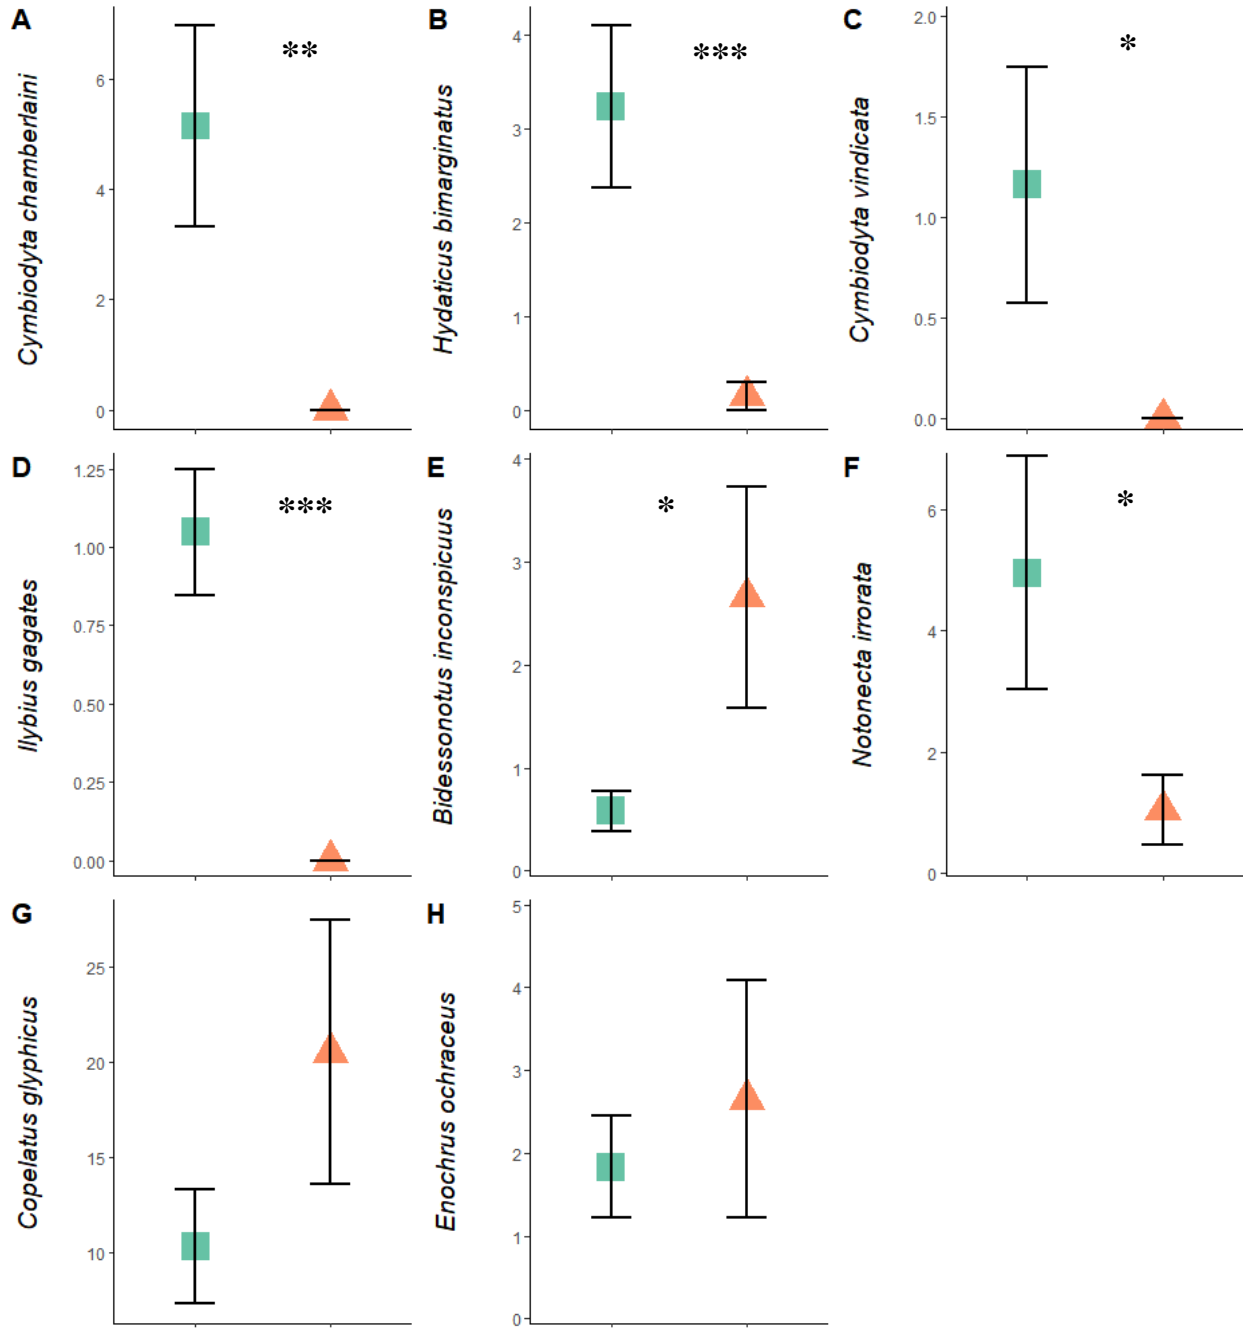 A
Cymbiodyta chamberlaini
6
4
2
0
**
B
Hydaticus bimarginatus
4
3
2
1
0
***
C
Cymbiodyta vindicata
2.0
1.5
1.0
0.5
0.0
*
D
Ilybius gagates
1.25
1.00
0.75
0.50
0.25
0.00
***
E
Bidessonotus inconspicuus
4
3
2
1
0
*
F
Notonecta irrorata
6
4
2
0
*
G
Copelatus glyphicus
25
20
15
10
H
Enochrus ochraceus
5
4
3
2
1
0